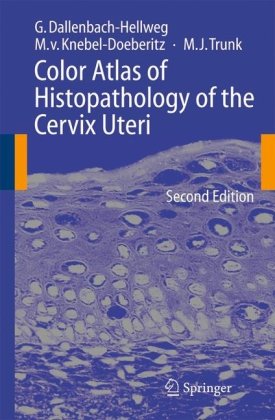 G. Dallenbach-Hellweg
M. v. Knebel-Doeberitz · M. J. Trunk
Color Atlas of
Histopathology of the
Cervix Uteri
Second Edition
Springer